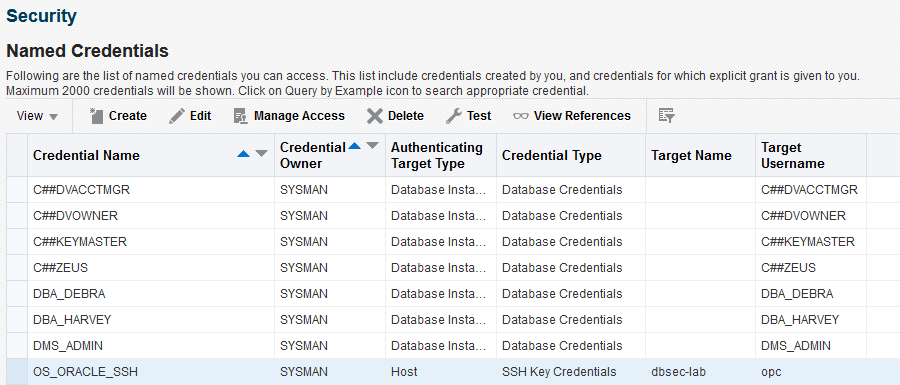 Security
Named Credentials
Following are the list of named credentials you can access. This list include credentials created by you, and credentials for which explicit grant is given to you.
Maximum 2000 credentials will be shown. Click on Query by Example icon to search appropriate credential.
View Create Edit Manage Access Delete Test View References
Credential Name Credential Owner Authenticating Target Type Credential Type Target Name Target Username
C##DVACCTMGR SYSMAN Database Insta... Database Credentials C##DVACCTMGR
C##DVOWNER SYSMAN Database Insta... Database Credentials C##DVOWNER
C##KEYMASTER SYSMAN Database Insta... Database Credentials C##KEYMASTER
C##ZEUS SYSMAN Database Insta... Database Credentials C##ZEUS
DBA_DEBRA SYSMAN Database Insta... Database Credentials DBA_DEBRA
DBA_HARVEY SYSMAN Database Insta... Database Credentials DBA_HARVEY
DMS_ADMIN SYSMAN Database Insta... Database Credentials DMS_ADMIN
OS_ORACLE_SSH SYSMAN Host SSH Key Credentials dbsec-lab opc